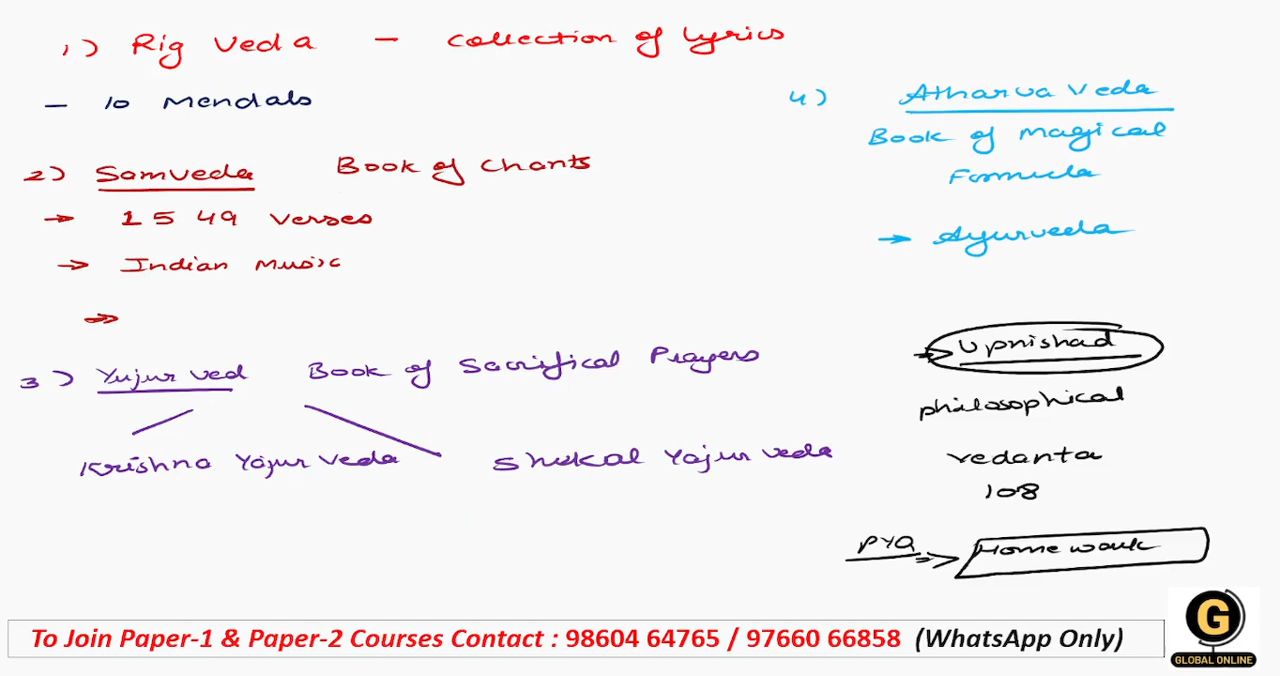 1) Rig Veda - Collection of lyrics
- 10 Mendals
2) Samveda Book of Chants
→ 1549 Verses
→ Indian Music
3) Yujur Ved Book of Sacrifical Prayers
Krishna Yajur Veda Shukal Yajur Veda
4) Atharva Veda
Book of Magical
Formula
→ Ayurveda
→ Upnishad
philosophical
vedanta
108
PYQ => Home work
To Join Paper-1 & Paper-2 Courses Contact : 98604 64765 / 97660 66858 (WhatsApp Only)
G
GLOBAL ONLINE